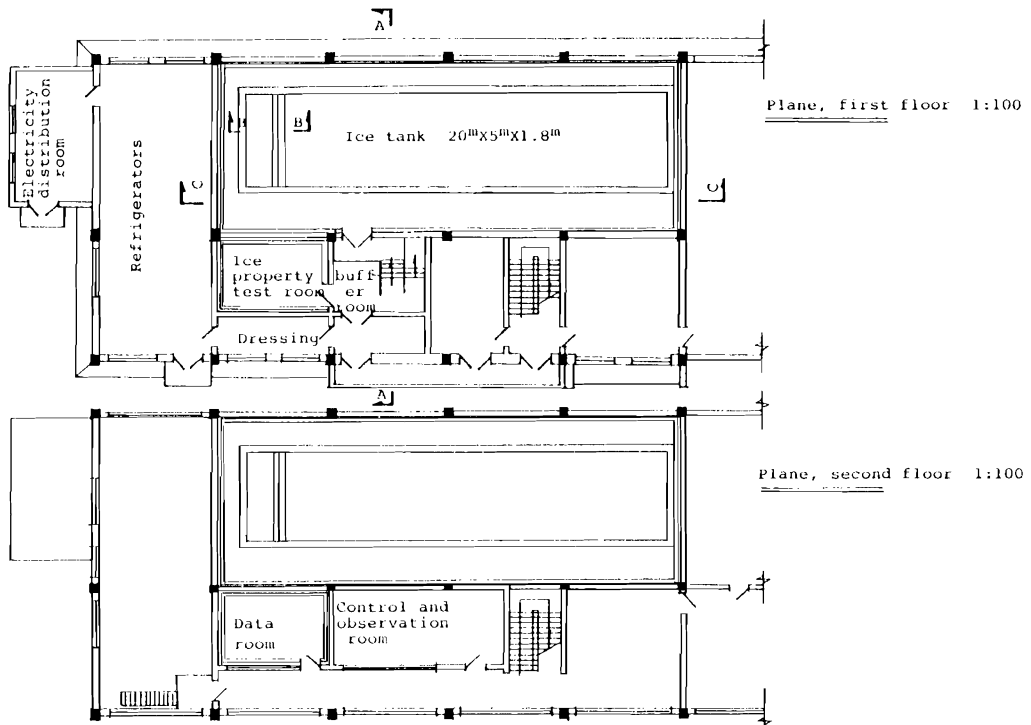 A
Electricity
distribution
room
Refrigerators
B
B
Ice tank 20mX5mX1.8m
Plane, first floor 1:100
C
C
Ice
property
test room
buff
er
room
Dressing
A
Plane, second floor 1:100
Data
room
Control and
observation
room